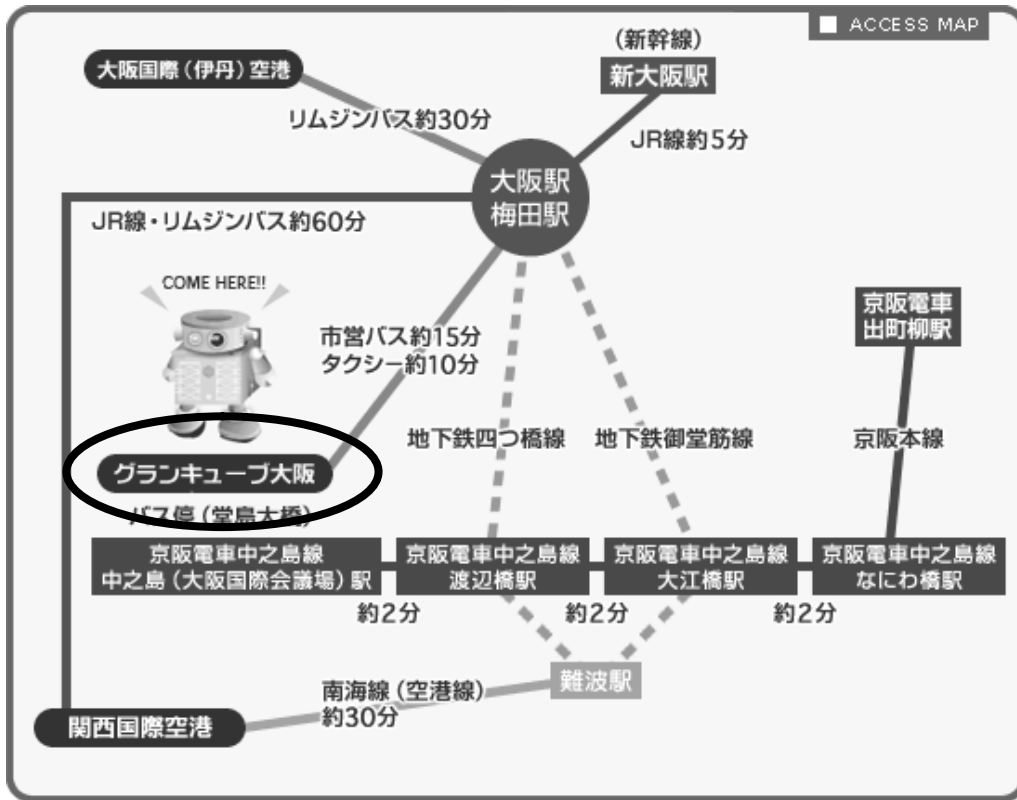 ACCESS MAP
(新幹線)
新大阪駅
大阪国際(伊丹)空港
リムジンバス約30分
JR線約5分
大阪駅
梅田駅
JR線・リムジンバス約60分
COME HERE!!
市営バス約15分
タクシー約10分
京阪電車
出町柳駅
地下鉄四つ橋線
地下鉄御堂筋線
京阪本線
グランキューブ大阪
バス停(堂島大橋)
京阪電車中之島線
中之島(大阪国際会議場)駅
京阪電車中之島線
渡辺橋駅
京阪電車中之島線
大江橋駅
京阪電車中之島線
なにわ橋駅
約2分
約2分
約2分
難波駅
南海線(空港線)
約30分
関西国際空港